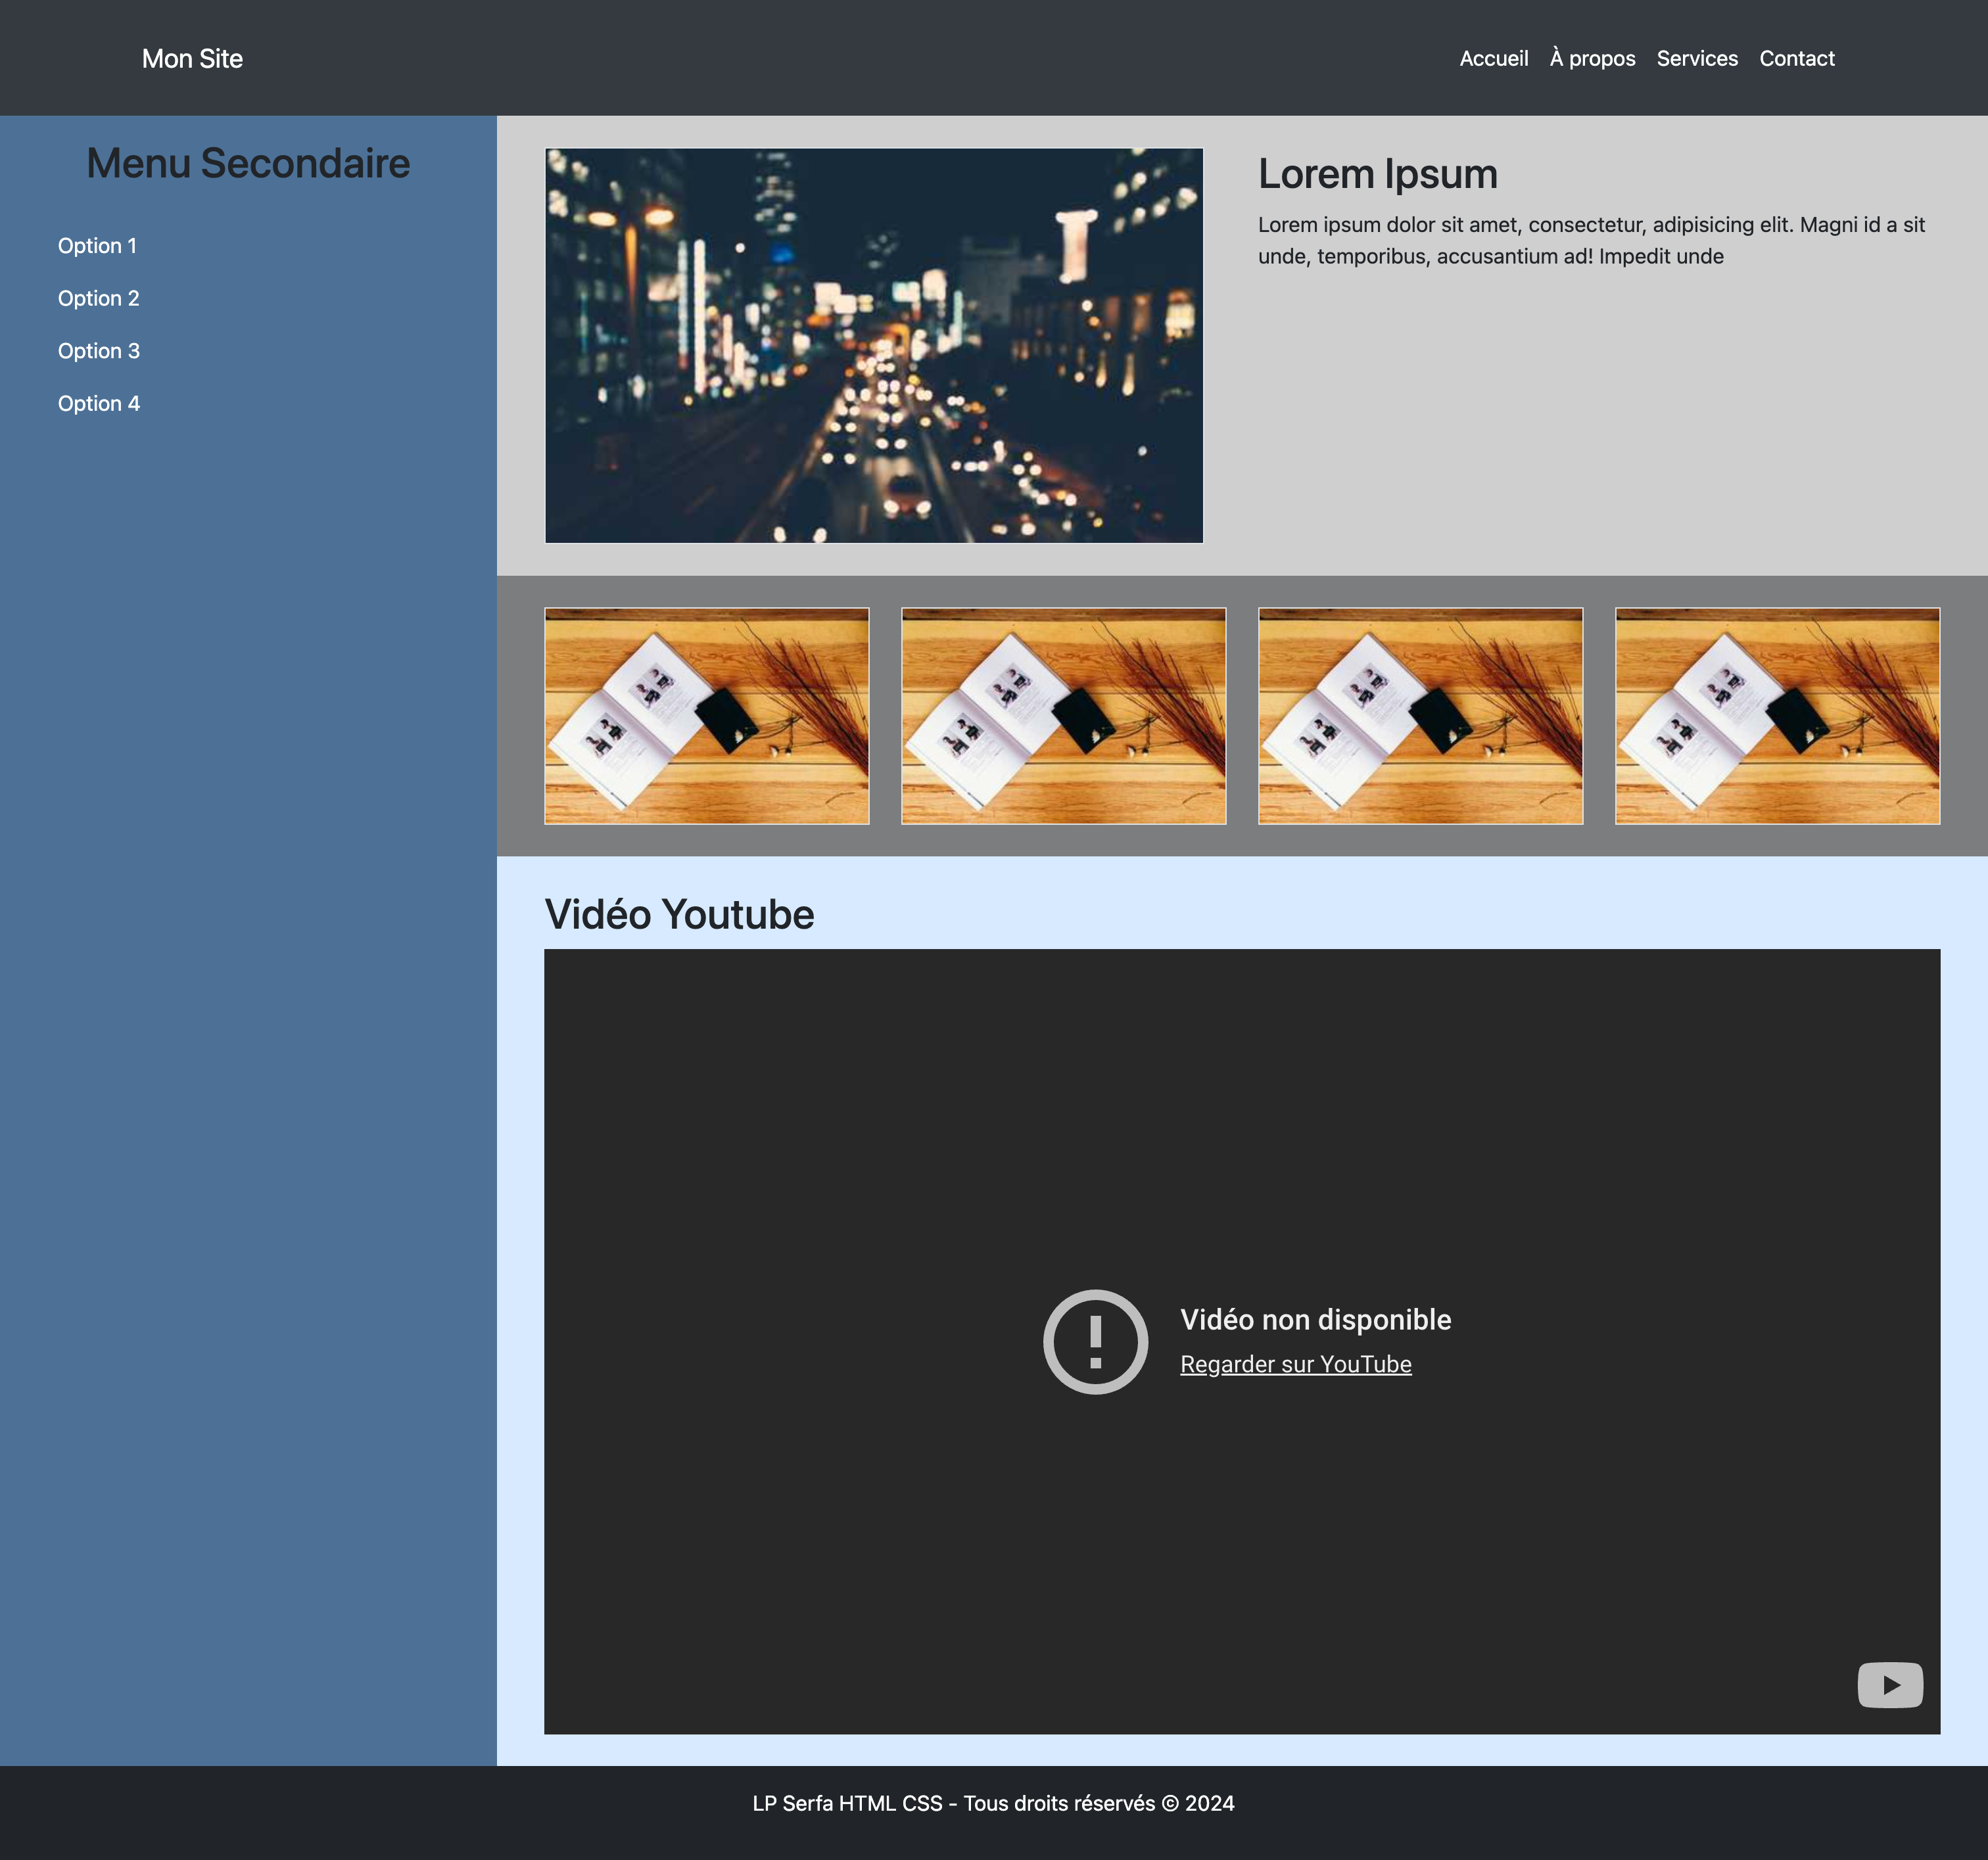 Mon Site
Accueil À propos Services Contact
Menu Secondaire
Option 1
Option 2
Option 3
Option 4
Lorem Ipsum
Lorem ipsum dolor sit amet, consectetur, adipisicing elit. Magni id a sit
unde, temporibus, accusantium ad! Impedit unde
Vidéo Youtube
Vidéo non disponible
Regarder sur YouTube
LP Serfa HTML CSS - Tous droits réservés © 2024